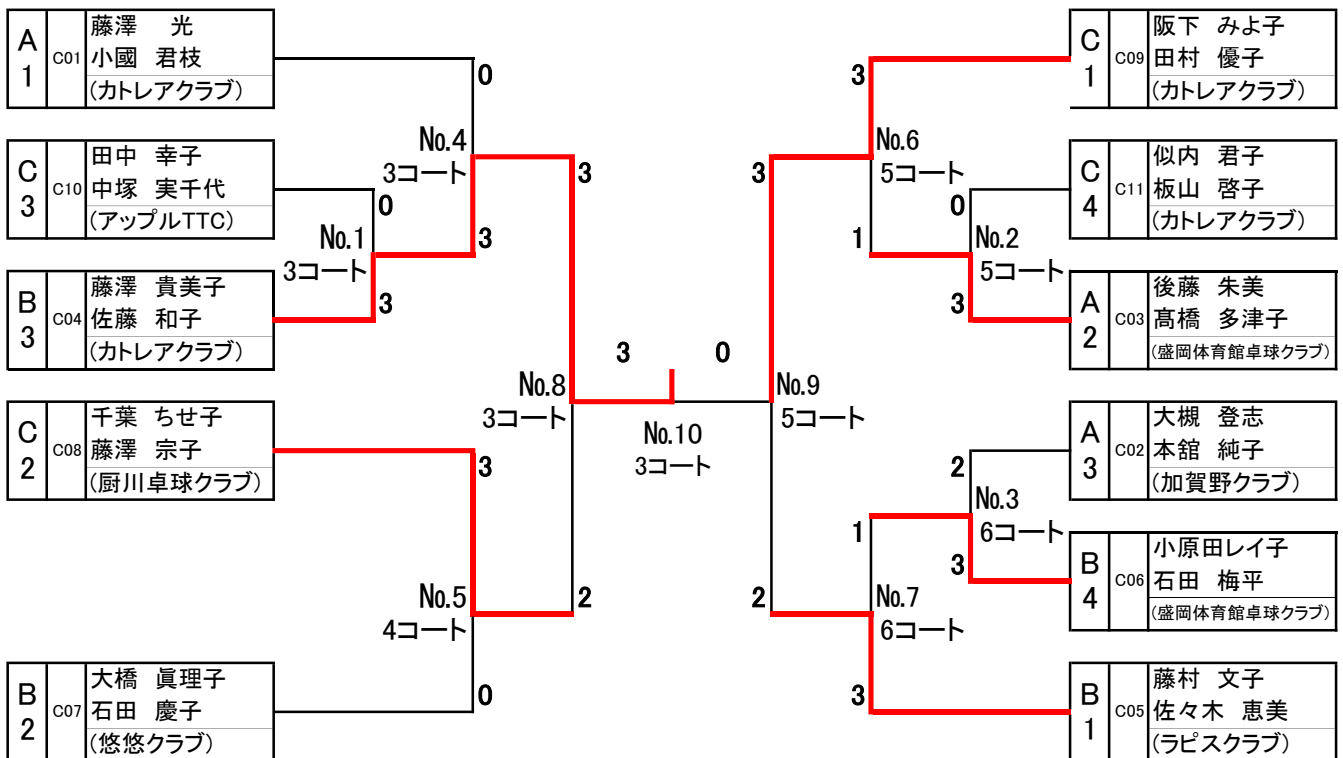 A
1
C01
藤澤　光
小國　君枝
(カトレアクラブ)
C
3
C10
田中　幸子
中塚　実千代
(アップルTTC)
B
3
C04
藤澤　貴美子
佐藤　和子
(カトレアクラブ)
C
2
C08
千葉　ちせ子
藤澤　宗子
(厨川卓球クラブ)
B
2
C07
大橋　眞理子
石田　慶子
(悠悠クラブ)
0
No.4
3コート
3
0
No.1
3コート
3
3
3
No.5
4コート
0
No.8
3コート
2
3
0
No.10
3コート
3
No.9
5コート
2
3
No.6
5コート
1
0
No.2
5コート
3
2
No.3
6コート
3
1
No.7
6コート
3
C
1
C09
阪下　みよ子
田村　優子
(カトレアクラブ)
C
4
C11
似内　君子
板山　啓子
(カトレアクラブ)
A
2
C03
後藤　朱美
髙橋　多津子
(盛岡体育館卓球クラブ)
A
3
C02
大槻　登志
本舘　純子
(加賀野クラブ)
B
4
C06
小原田レイ子
石田　梅平
(盛岡体育館卓球クラブ)
B
1
C05
藤村　文子
佐々木　恵美
(ラピスクラブ)